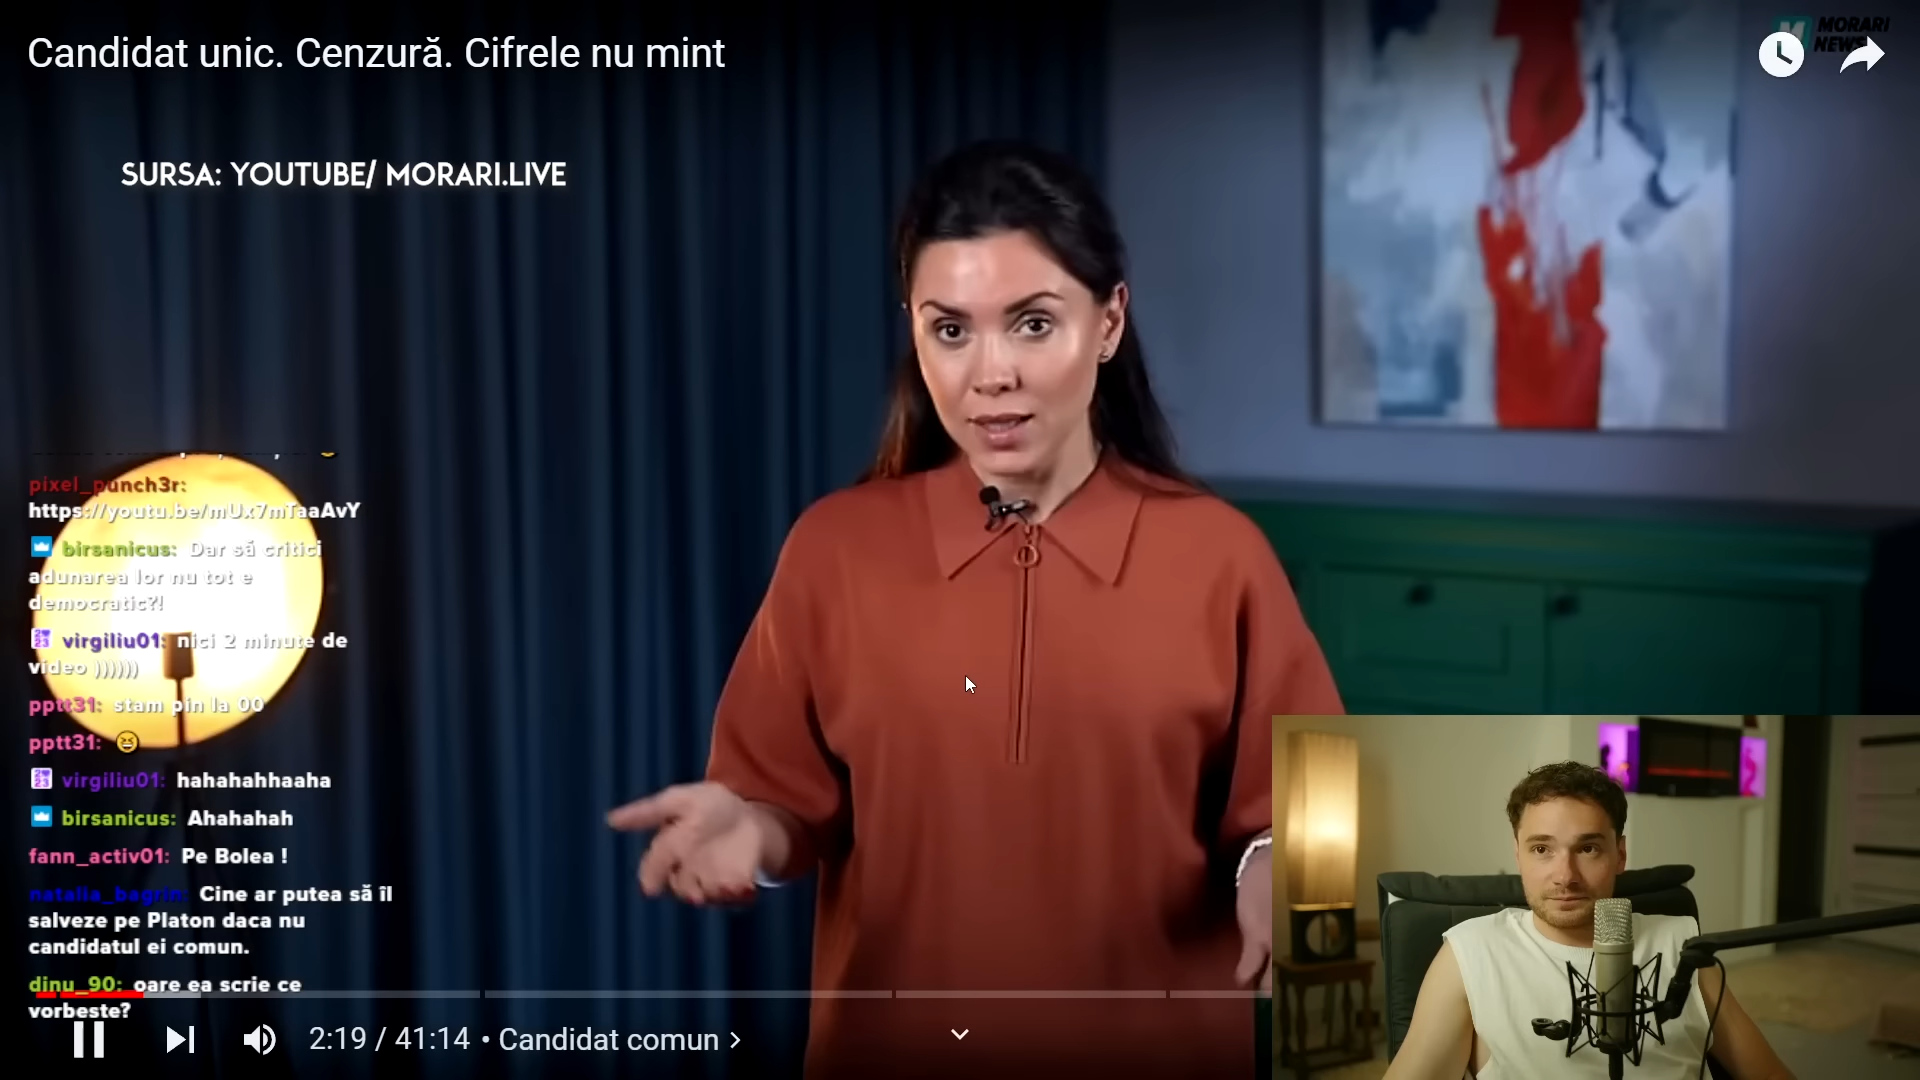 Candidat unic. Cenzură. Cifrele nu mint
MORARI
NEWS
SURSA: YOUTUBE/ MORARI.LIVE
pixel_punch3r:
https://youtu.be/mUx7mTaaAvY
birsanicus: Dar să critici
adunarea lor nu tot e
democratic?!
virgiliu01: nici 2 minute de
video ))))))
pptt31: stam pin la 00
pptt31: 😆
virgiliu01: hahahahhaaha
birsanicus: Ahahahah
fann_activ01: Pe Bolea !
natalia_bagrin: Cine ar putea să îl
salveze pe Platon daca nu
candidatul ei comun.
dinu_90: oare ea scrie ce
vorbeste?
2:19 / 41:14 • Candidat comun ›